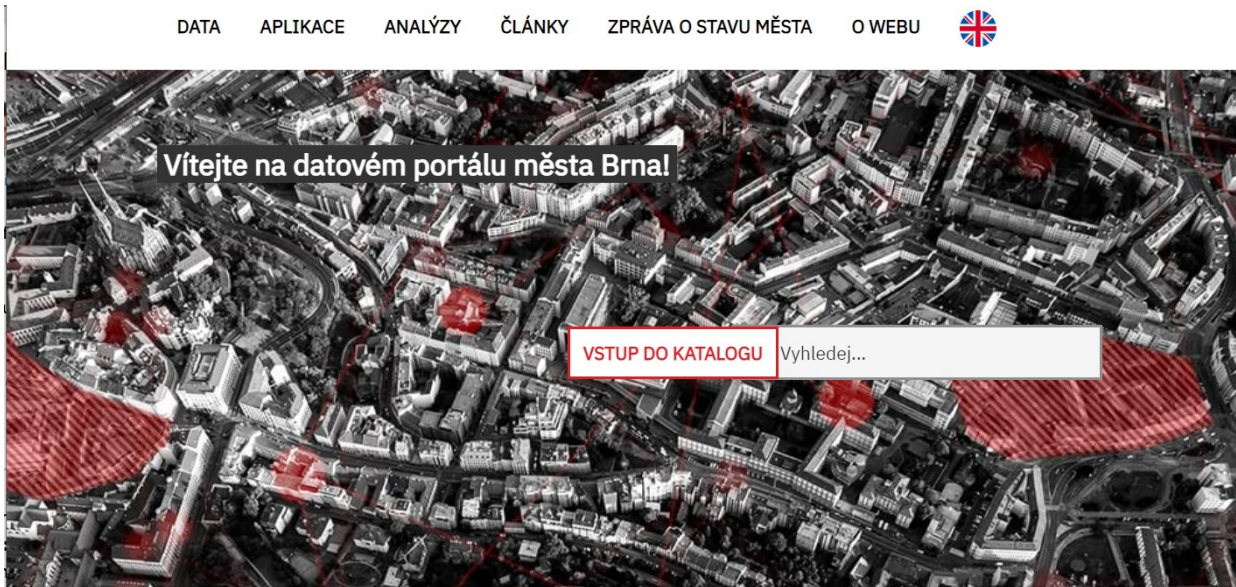 DATA APLIKACE ANALÝZY ČLÁNKY ZPRÁVA O STAVU MĚSTA O WEBU
Vítejte na datovém portálu města Brna!
VSTUP DO KATALOGU Vyhledej...